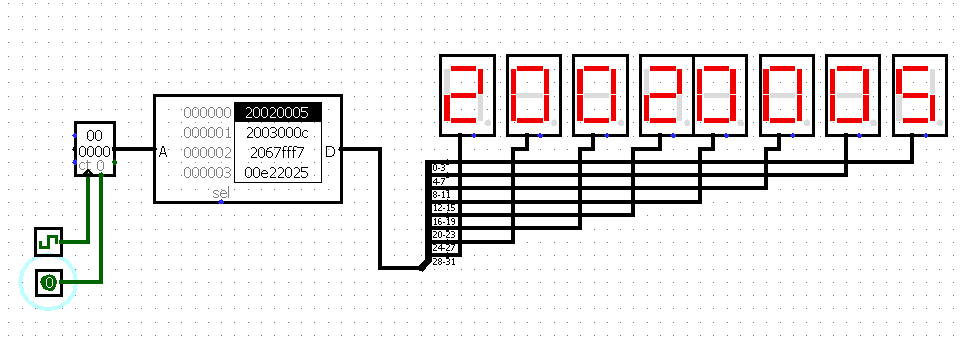 2 0 0 2 0 0 0 5
00
0000
ct 0
A
000000 20020005
000001 2003000c
000002 2067fff7
000003 00e22025
sel
D
0-3
4-7
8-11
12-15
16-19
20-23
24-27
28-31
0